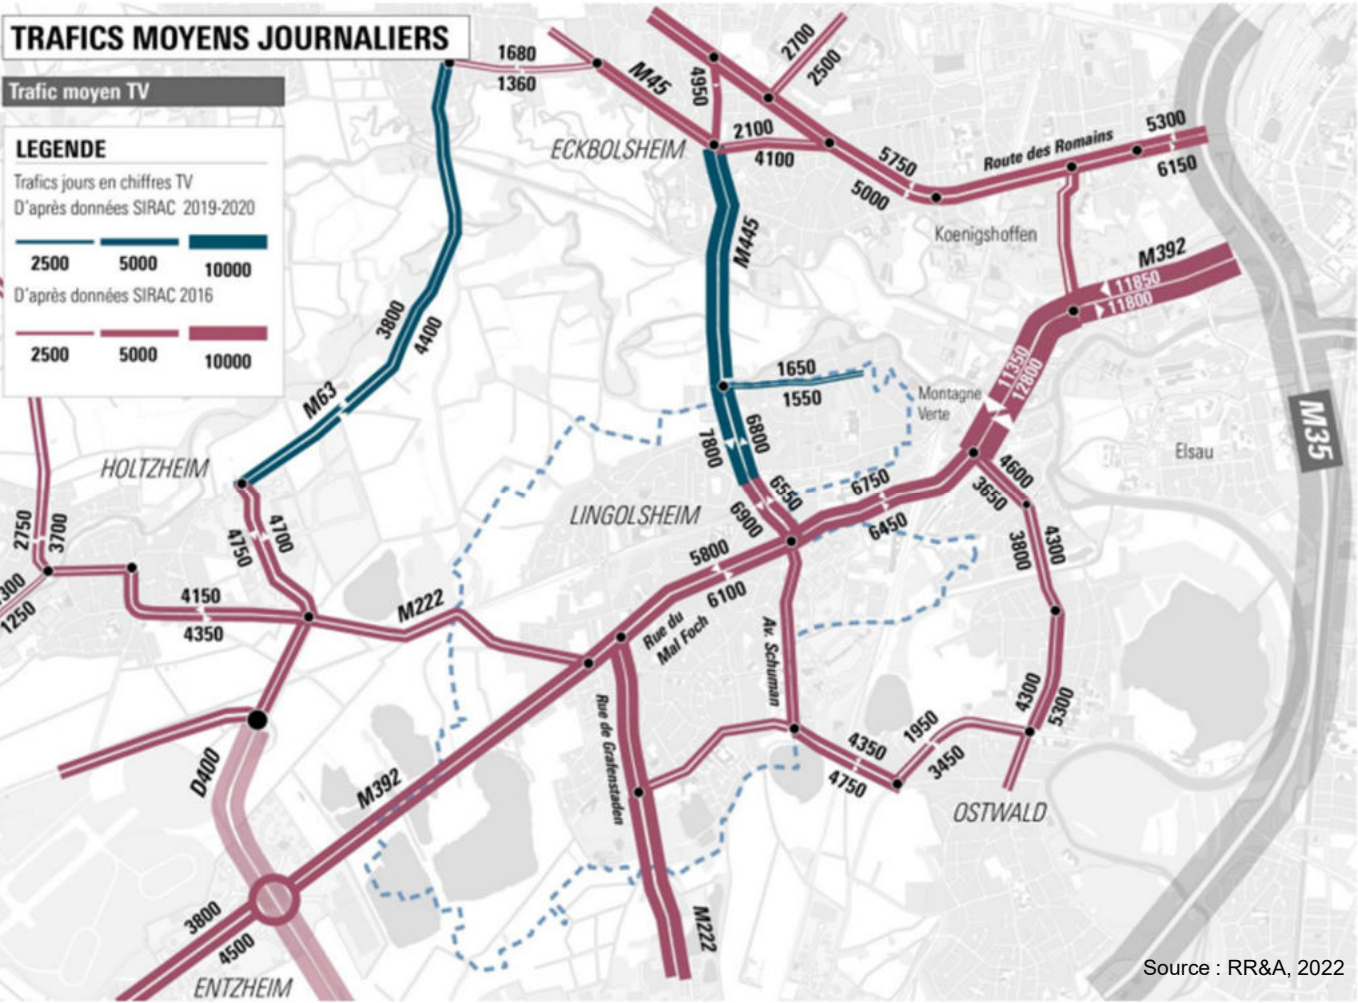 TRAFICS MOYENS JOURNALIERS
Trafic moyen TV
LEGENDE
Trafics jours en chiffres TV
D'après données SIRAC 2019-2020
2500 5000 10000
D'après données SIRAC 2016
2500 5000 10000
1680
1360
M45
4950
2700
2500
ECKBOLSHEIM
2100
4100
5750
5000
Route des Romains
5300
6150
Koenigshoffen
M392
11850
11800
M445
3800
4400
M63
1650
1550
11350
12800
Montagne
Verte
M35
Elsau
HOLTZHEIM
7800
6800
6550
6900
LINGOLSHEIM
6750
6450
4600
3650
2750
3700
4750
4700
4300
3800
5800
6100
300
1250
4150
4350
M222
Rue du
Mal Foch
Av. Schuman
Rue de Grafenstaden
4300
5300
D400
M392
4350
4750
1950
3450
OSTWALD
3800
4500
M222
ENTZHEIM
Source : RR&A, 2022